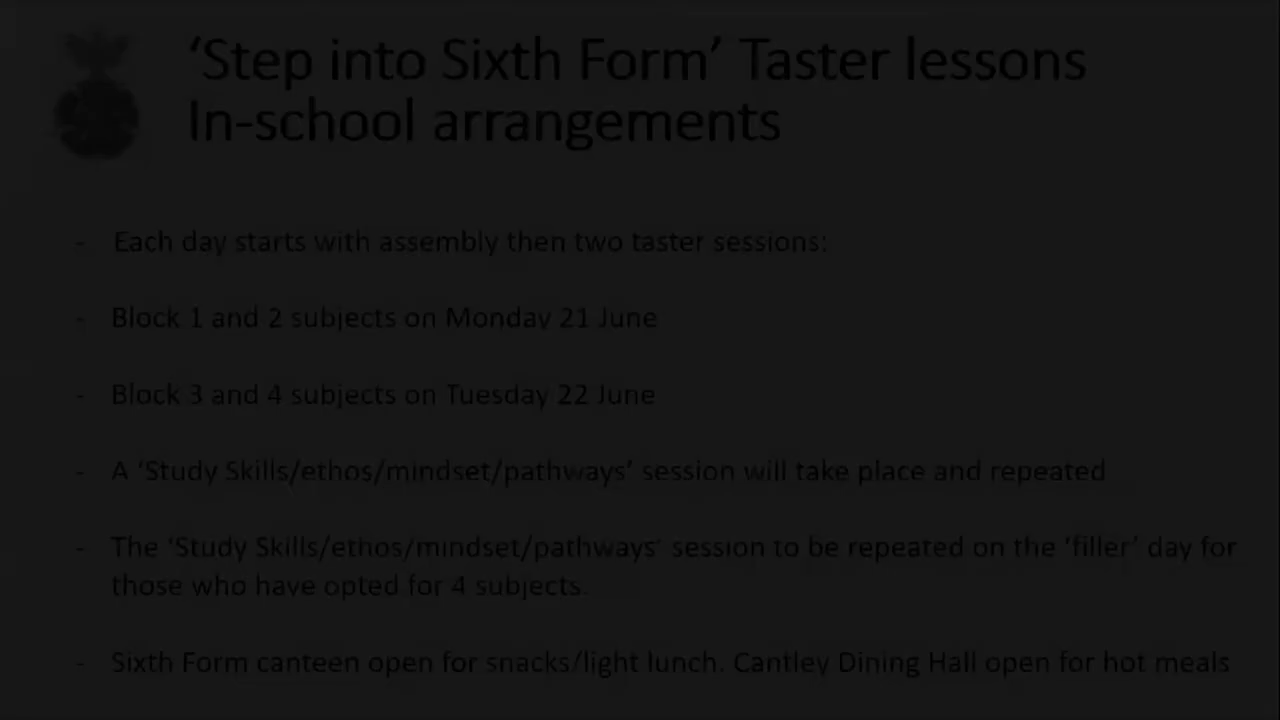 ‘Step into Sixth Form’ Taster lessons
In-school arrangements
- Each day starts with assembly then two taster sessions:
- Block 1 and 2 subjects on Monday 21 June
- Block 3 and 4 subjects on Tuesday 22 June
- A ‘Study Skills/ethos/mindset/pathways’ session will take place and repeated
- The ‘Study Skills/ethos/mindset/pathways’ session to be repeated on the ‘filler’ day for
those who have opted for 4 subjects.
- Sixth Form canteen open for snacks/light lunch. Cantley Dining Hall open for hot meals